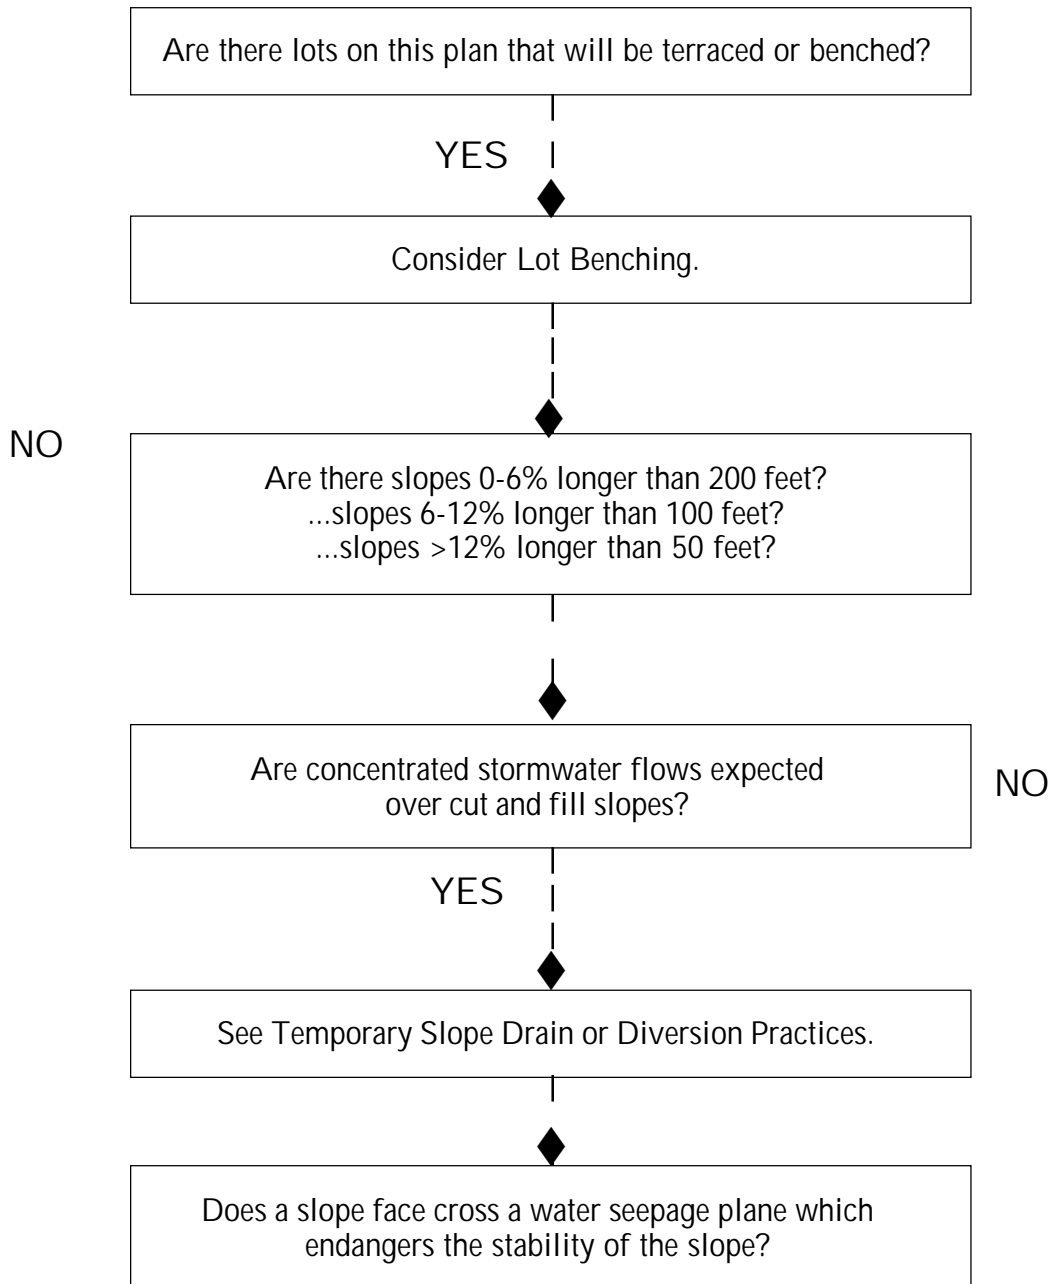 Are there lots on this plan that will be terraced or benched?
YES
Consider Lot Benching.
NO
Are there slopes 0-6% longer than 200 feet?
...slopes 6-12% longer than 100 feet?
...slopes >12% longer than 50 feet?
Are concentrated stormwater flows expected
over cut and fill slopes?
NO
YES
See Temporary Slope Drain or Diversion Practices.
Does a slope face cross a water seepage plane which
endangers the stability of the slope?